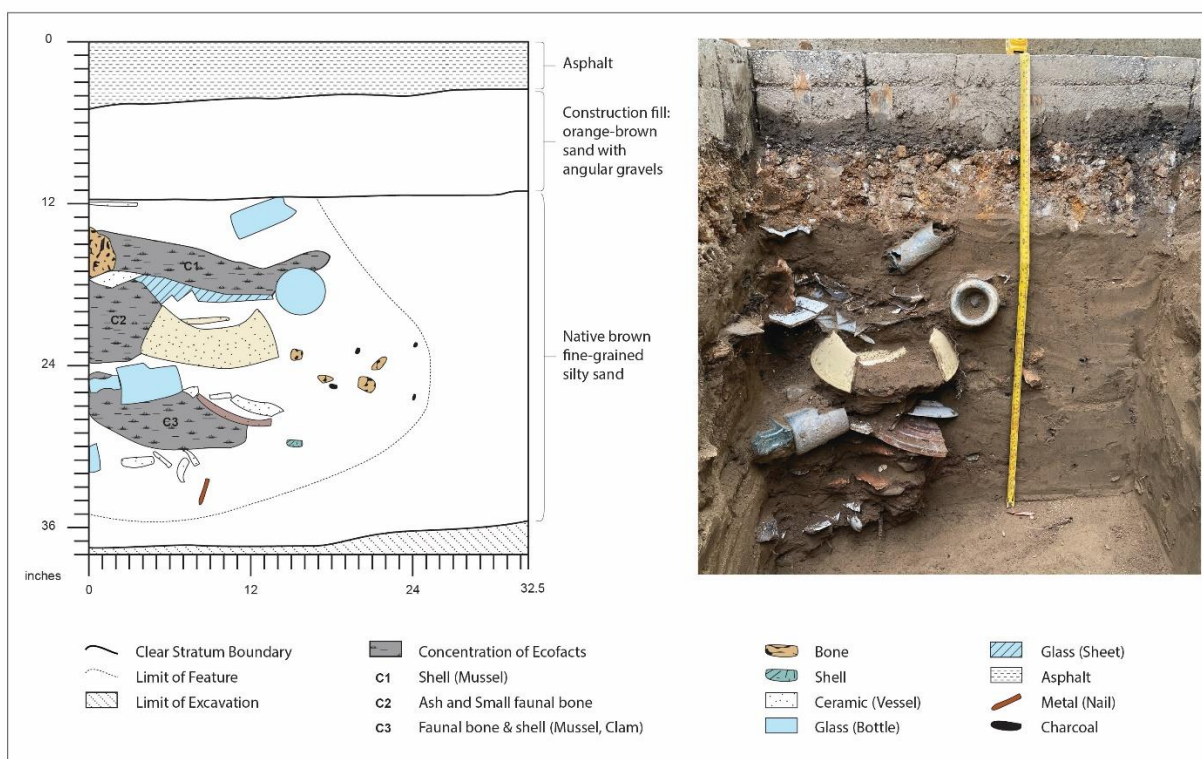 0
12
24
36
inches
0
12
24
32.5
Asphalt
Construction fill:
orange-brown
sand with
angular gravels
Native brown
fine-grained
silty sand
C1
C2
C3
Clear Stratum Boundary
Limit of Feature
Limit of Excavation
Concentration of Ecofacts
C1 Shell (Mussel)
C2 Ash and Small faunal bone
C3 Faunal bone & shell (Mussel, Clam)
Bone
Shell
Ceramic (Vessel)
Glass (Bottle)
Glass (Sheet)
Asphalt
Metal (Nail)
Charcoal